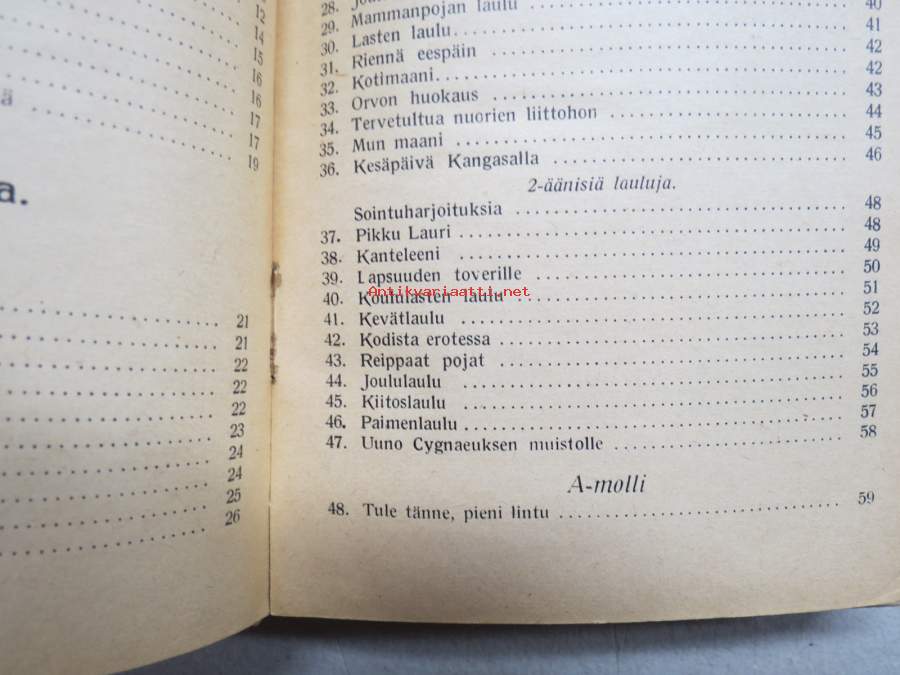 12
14
15
16
16
17
ä 17
19
a.
21
21
22
22
22
23
24
24
25
26
28.
29. Mammanpojan laulu 40
30. Lasten laulu 41
31. Riennä eespäin 42
32. Kotimaani 42
33. Orvon huokaus 43
34. Tervetultua nuorien liittohon 44
35. Mun maani 45
36. Kesäpäivä Kangasalla 46
2-äänisiä lauluja.
Sointuharjoituksia 48
37. Pikku Lauri 48
38. Kanteleeni 49
39. Lapsuuden toverille 50
40. Koululasten laulu 51
41. Kevätlaulu 52
42. Kodista erotessa 53
43. Reippaat pojat 54
44. Joululaulu 55
45. Kiitoslaulu 56
46. Paimenlaulu 57
47. Uuno Cygnaeuksen muistolle 58
A-molli
48. Tule tänne, pieni lintu 59
Antikvariaatti.net